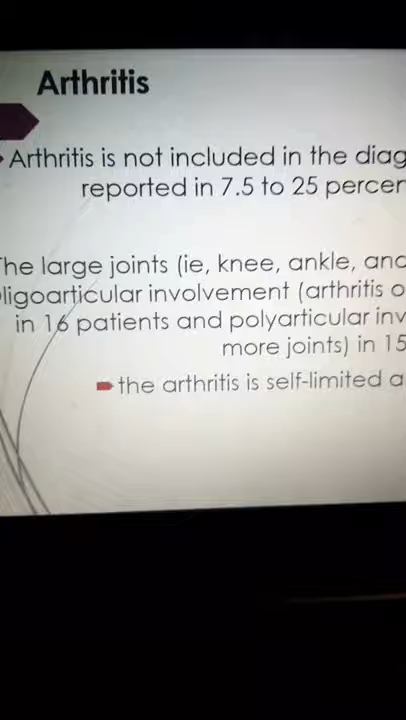 Arthritis
Arthritis is not included in the diag
reported in 7.5 to 25 percen
The large joints (ie, knee, ankle, and
oligoarticular involvement (arthritis o
in 16 patients and polyarticular inv
more joints) in 15
the arthritis is self-limited a